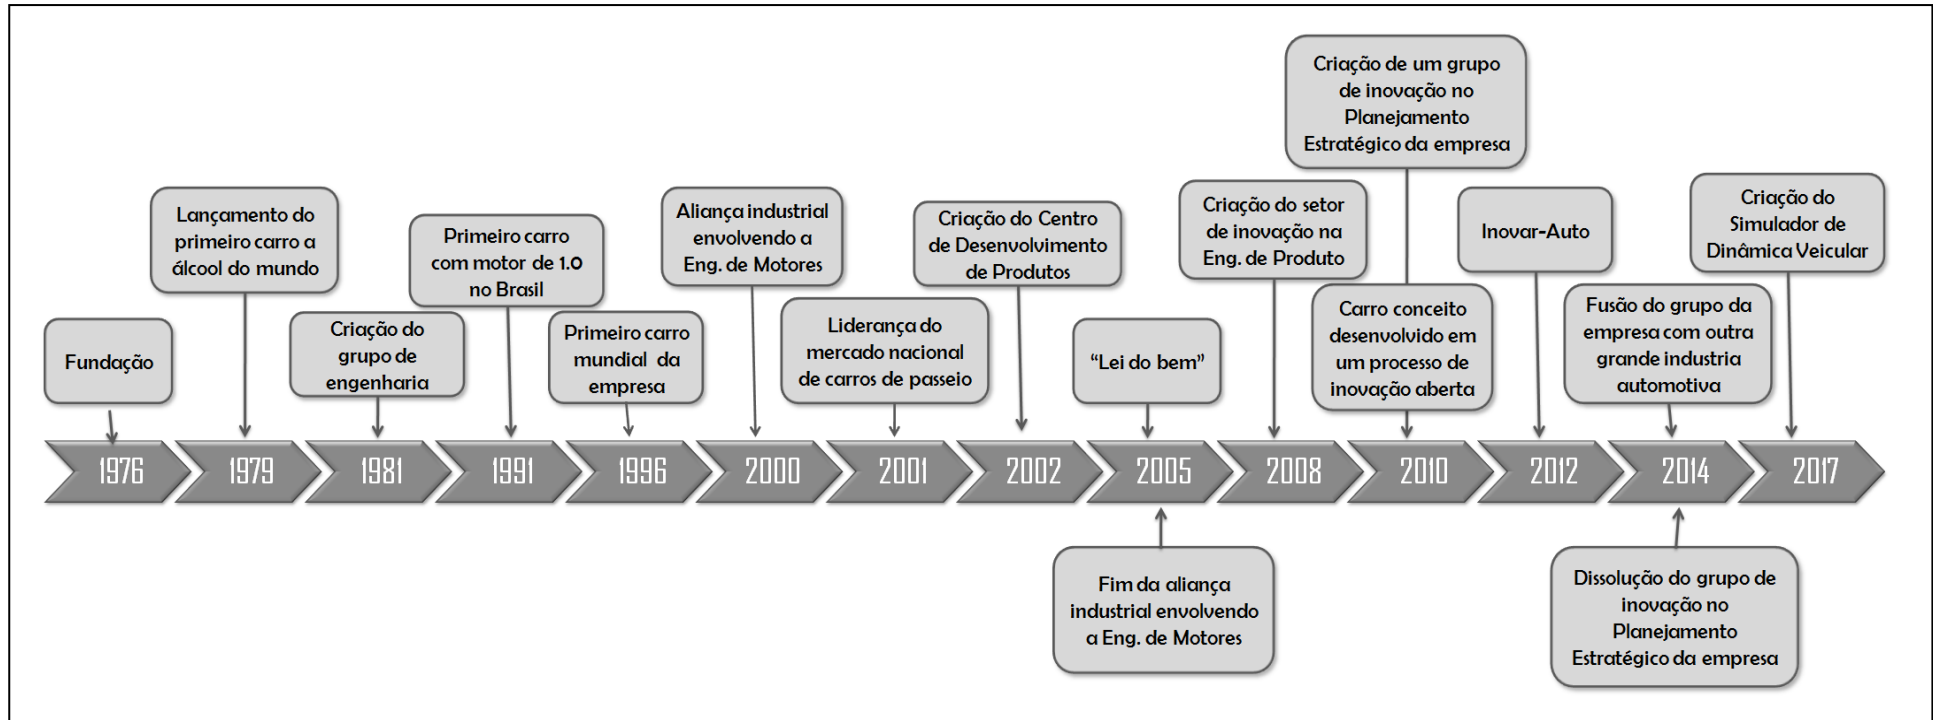 Criação de um grupo
de inovação no
Planejamento
Estratégico da empresa
Lançamento do
primeiro carro a
álcool do mundo
Primeiro carro
com motor de 1.0
no Brasil
Aliança industrial
envolvendo a
Eng. de Motores
Criação do Centro
de Desenvolvimento
de Produtos
Criação do setor
de inovação na
Eng. de Produto
Inovar-Auto
Criação do
Simulador de
Dinâmica Veicular
Fundação
Criação do
grupo de
engenharia
Primeiro carro
mundial da
empresa
Liderança do
mercado nacional
de carros de passeio
“Lei do bem”
Carro conceito
desenvolvido em
um processo de
inovação aberta
Fusão do grupo da
empresa com outra
grande industria
automotiva
1976
1979
1981
1991
1996
2000
2001
2002
2005
2008
2010
2012
2014
2017
Fim da aliança
industrial envolvendo
a Eng. de Motores
Dissolução do grupo de
inovação no
Planejamento
Estratégico da empresa